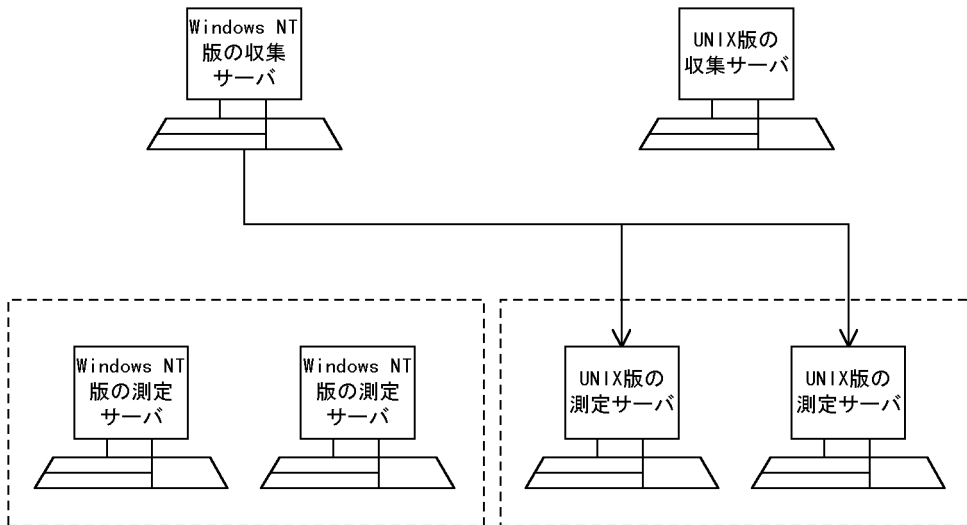 Windows NT
版の収集
サーバ
UNIX版の
収集サーバ
Windows NT
版の測定
サーバ
Windows NT
版の測定
サーバ
UNIX版の
測定サーバ
UNIX版の
測定サーバ